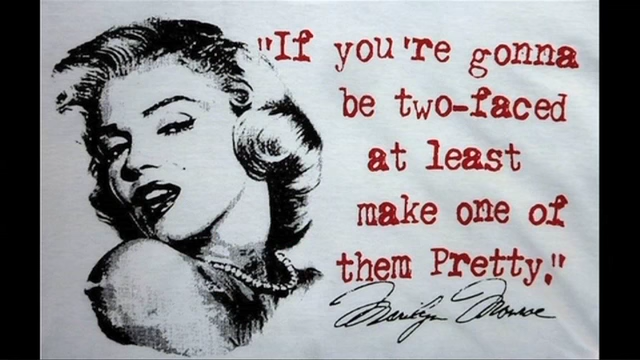 "If you're gonna
be two-faced
at least
make one of
them Pretty."
Marilyn Monroe